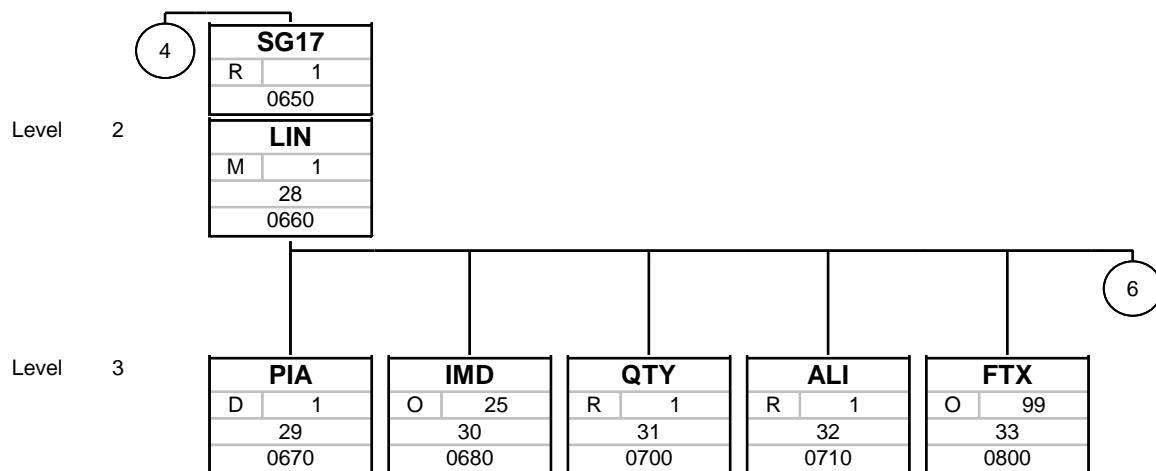 4
SG17
R 1
0650
Level 2
LIN
M 1
28
0660
6
Level 3
PIA IMD QTY ALI FTX
D 1 O 25 R 1 R 1 O 99
29 30 31 32 33
0670 0680 0700 0710 0800